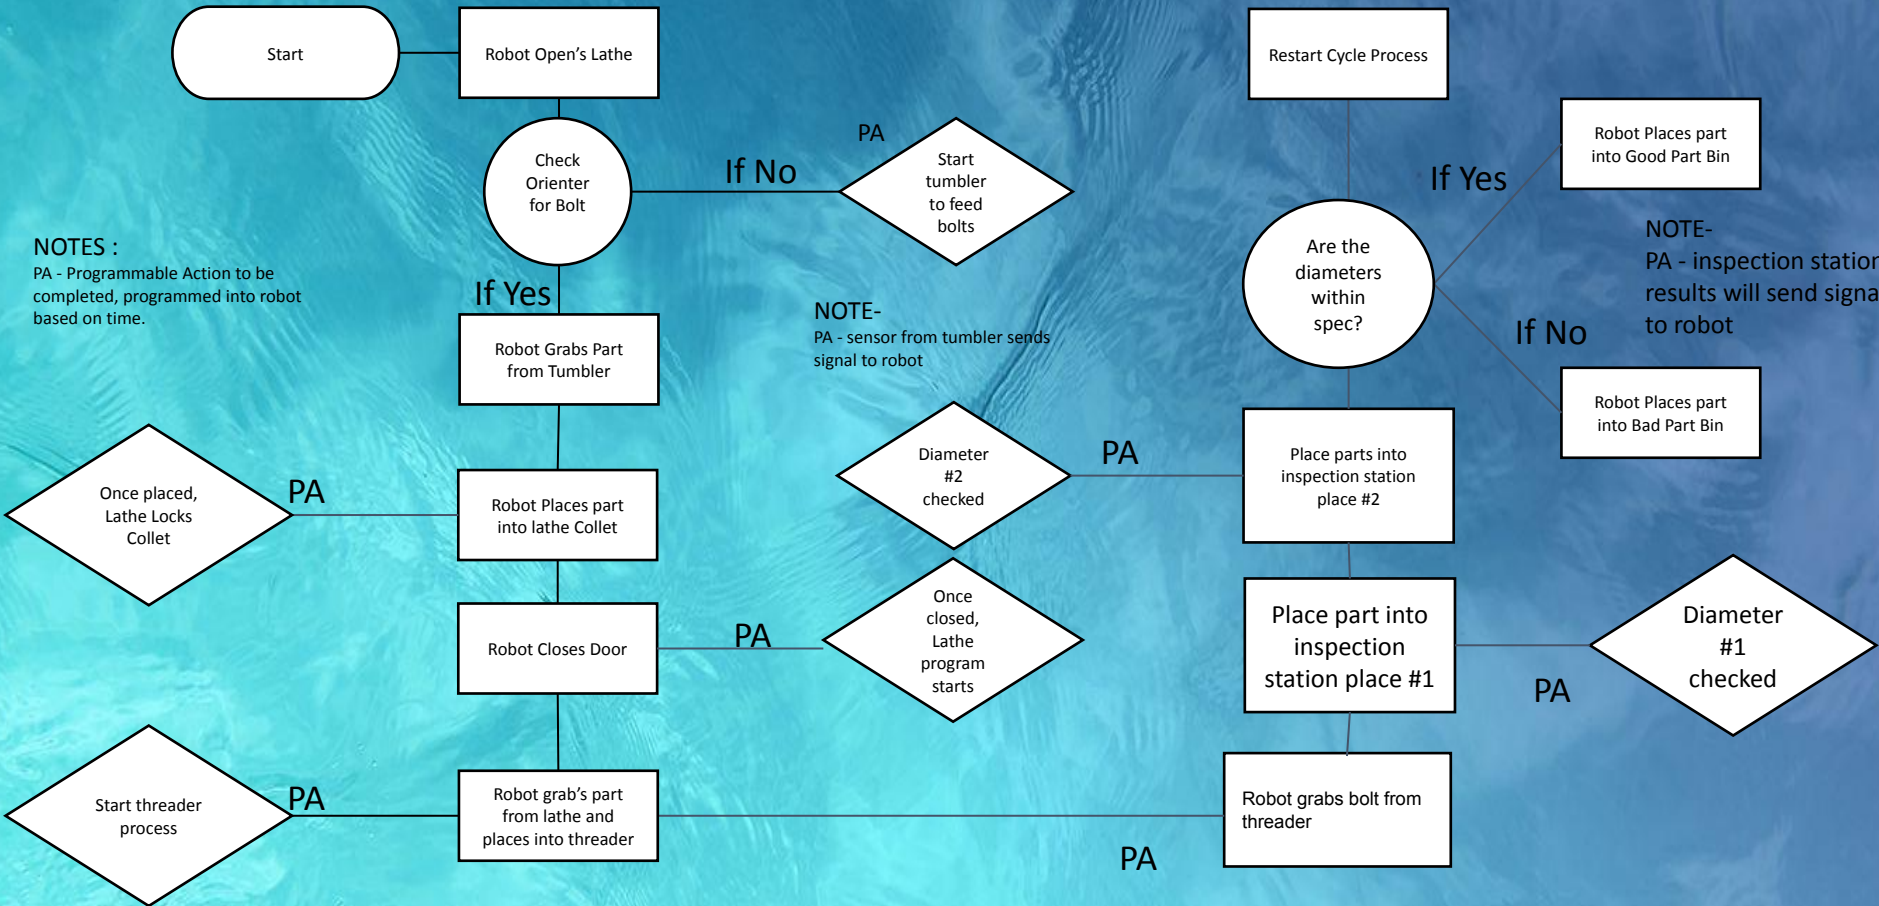 Start
Robot Open's Lathe
Check
Orienter
for Bolt
If No
PA
Start
tumbler
to feed
bolts
NOTES :
PA - Programmable Action to be
completed, programmed into robot
based on time.
If Yes
NOTE-
PA - sensor from tumbler sends
signal to robot
Robot Grabs Part
from Tumbler
Once placed,
Lathe Locks
Collet
PA
Robot Places part
into lathe Collet
Robot Closes Door
PA
Once
closed,
Lathe
program
starts
Start threader
process
PA
Robot grab's part
from lathe and
places into threader
PA
Robot grabs bolt from
threader
Place part into
inspection
station place #1
PA
Diameter
#1
checked
Diameter
#2
checked
PA
Place parts into
inspection station
place #2
Are the
diameters
within
spec?
If Yes
Robot Places part
into Good Part Bin
NOTE-
PA - inspection station
results will send signa
to robot
If No
Robot Places part
into Bad Part Bin
Restart Cycle Process